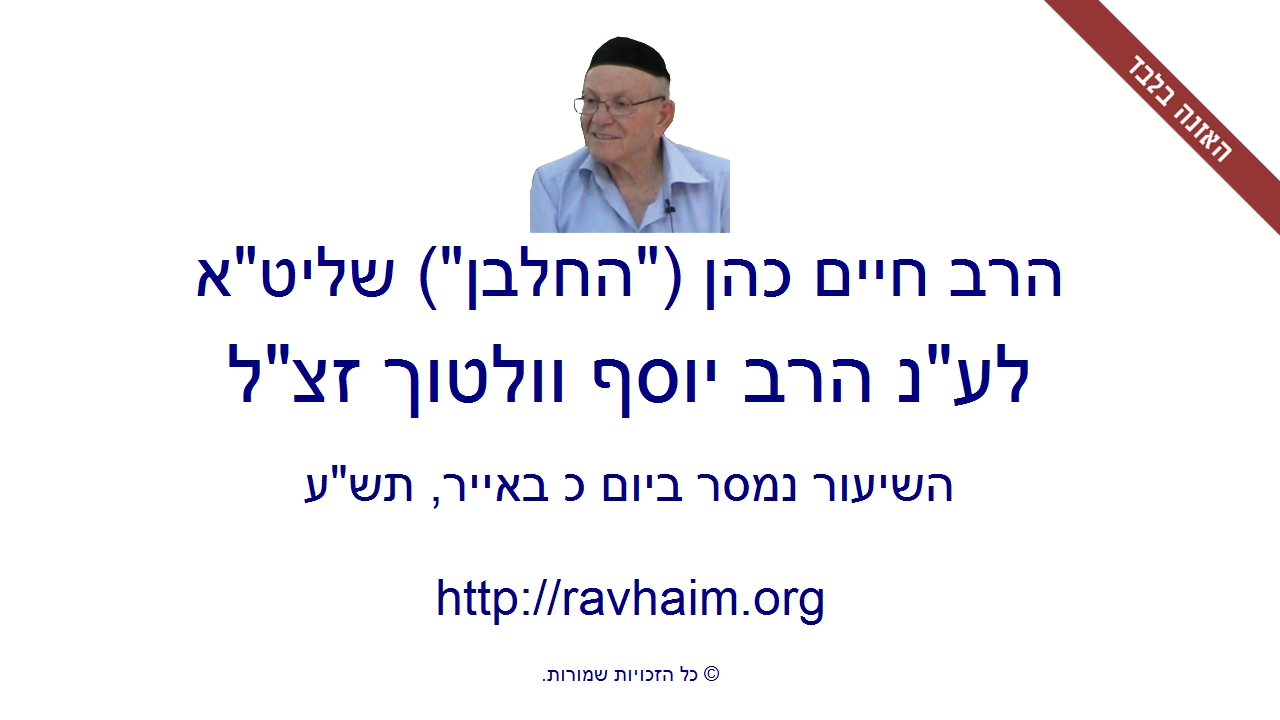 האזנה בלבד
הרב חיים כהן ("החלבן") שליט"א
לע"נ הרב יוסף וולטוך זצ"ל
השיעור נמסר ביום כ באייר, תש"ע
http://ravhaim.org
© כל הזכויות שמורות.